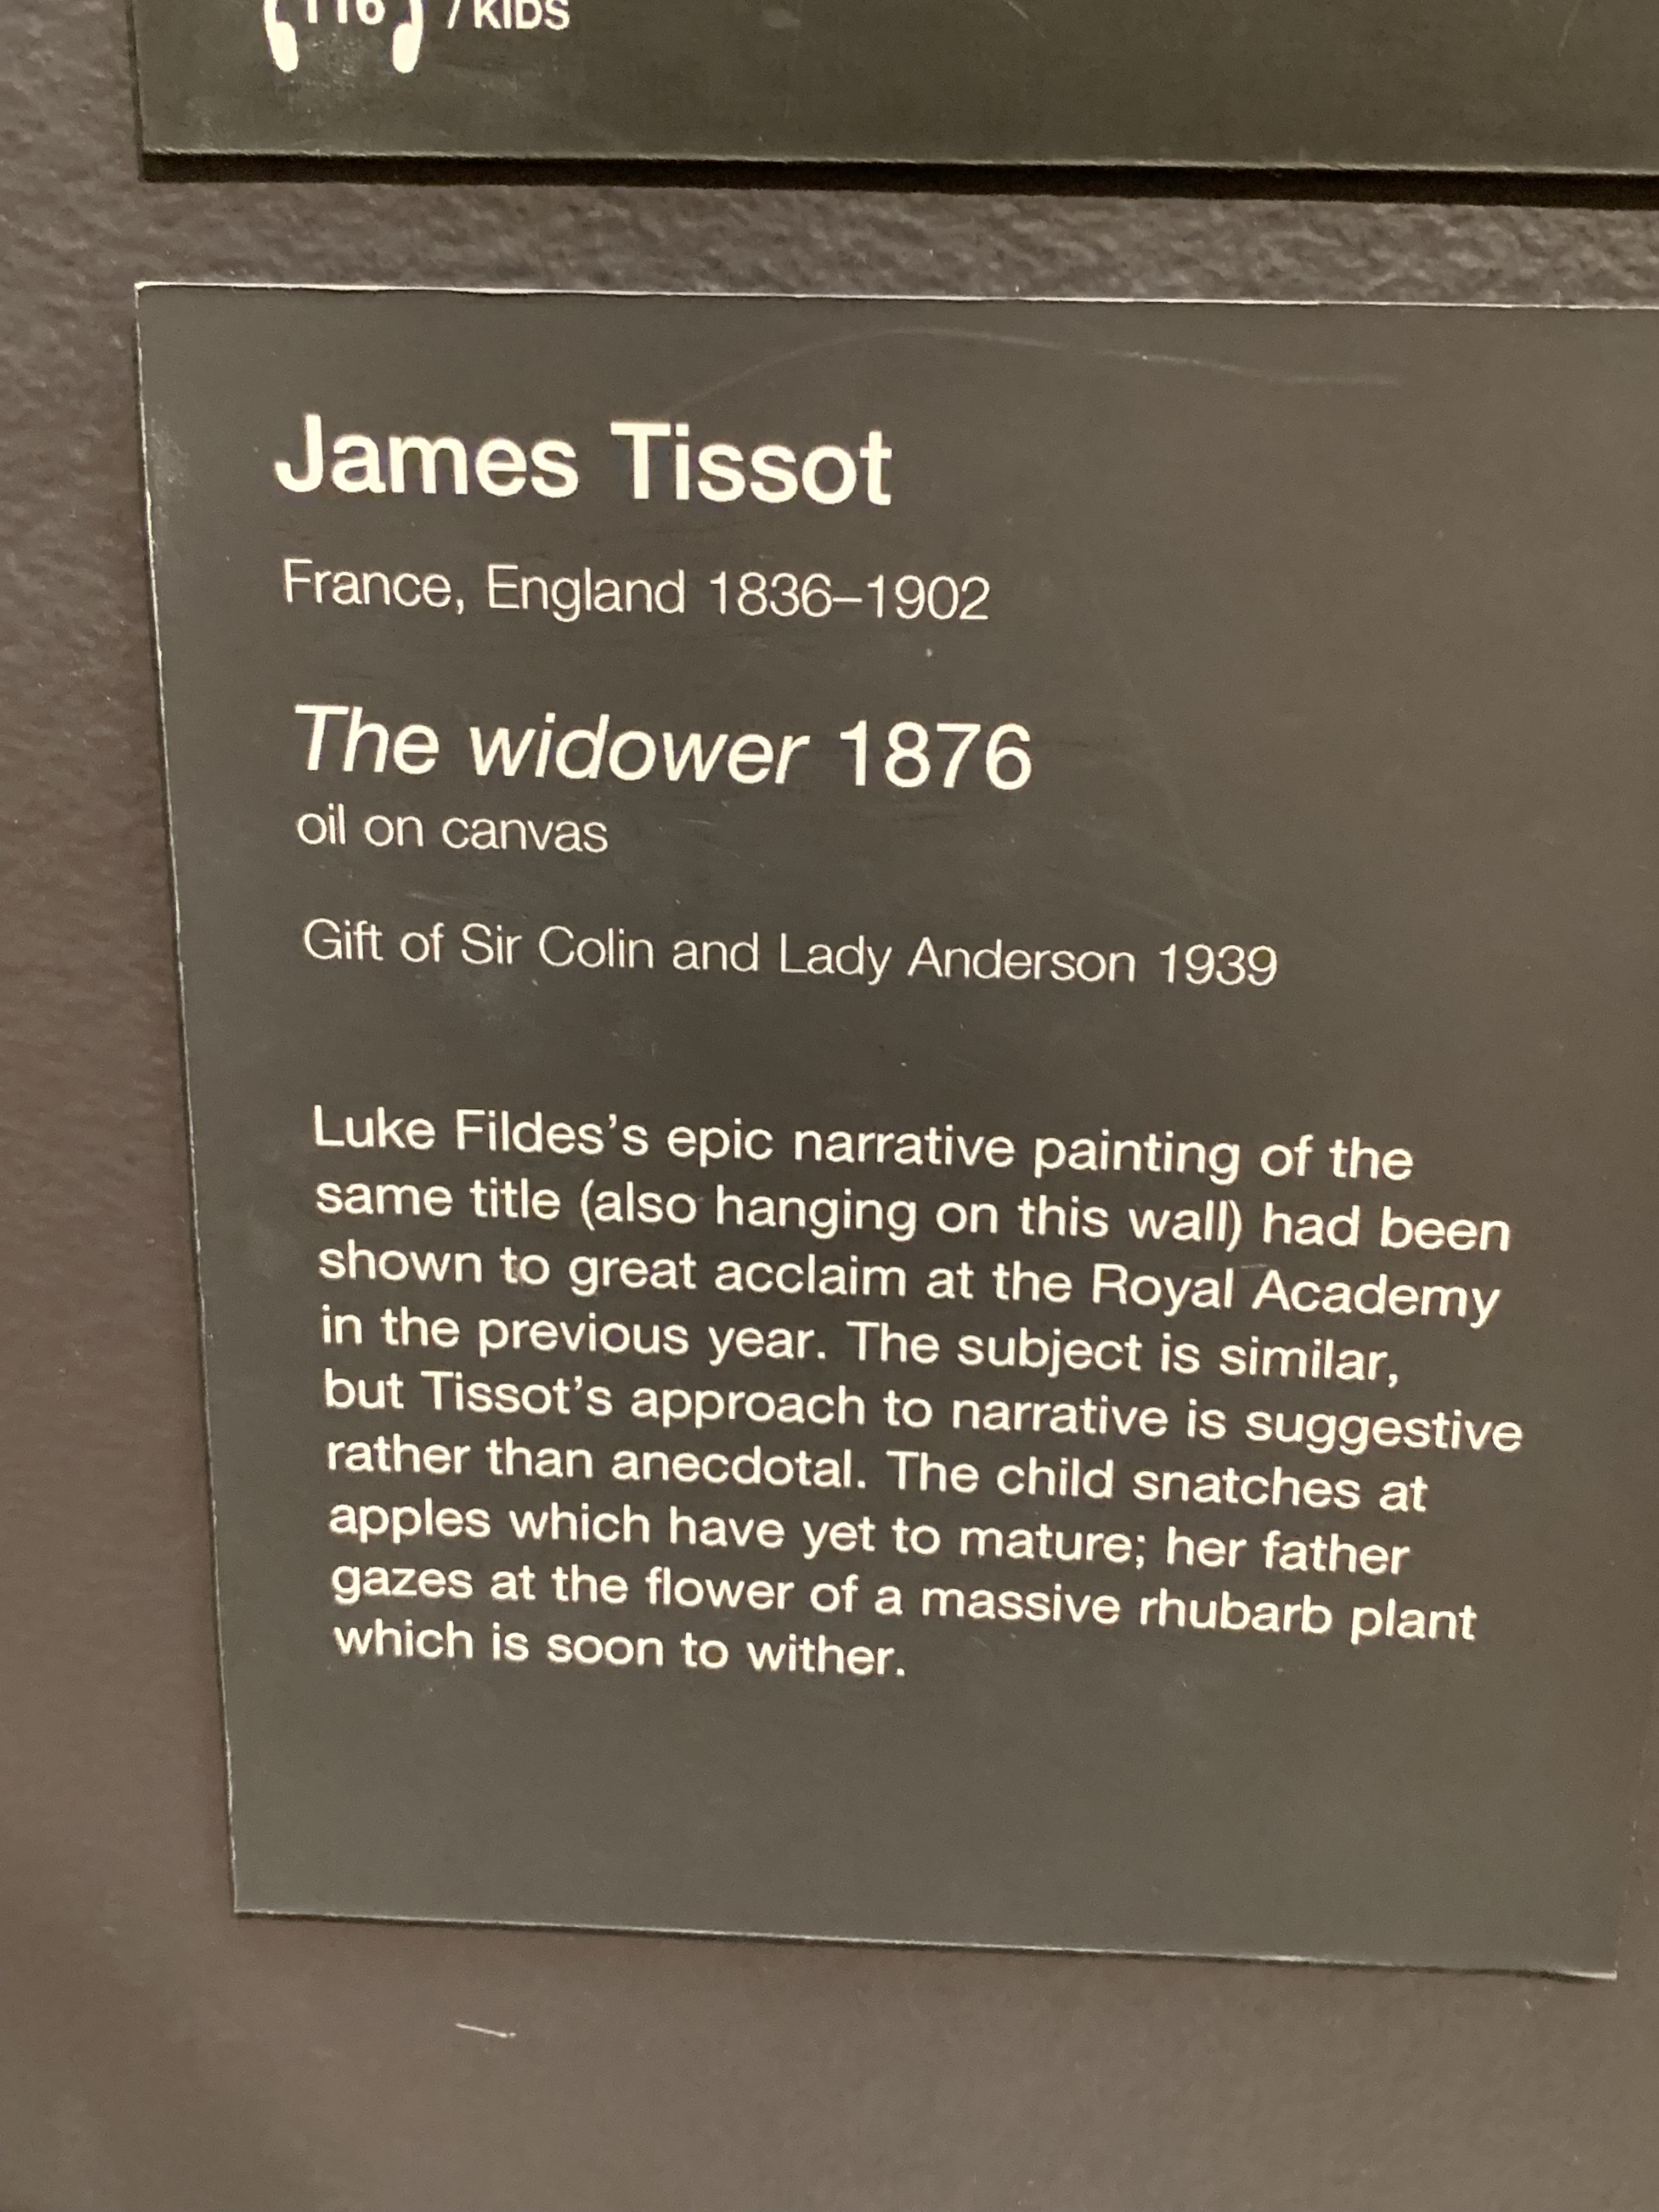 116 /KIDS
James Tissot
France, England 1836–1902
The widower 1876
oil on canvas
Gift of Sir Colin and Lady Anderson 1939
Luke Fildes’s epic narrative painting of the
same title (also hanging on this wall) had been
shown to great acclaim at the Royal Academy
in the previous year. The subject is similar,
but Tissot’s approach to narrative is suggestive
rather than anecdotal. The child snatches at
apples which have yet to mature; her father
gazes at the flower of a massive rhubarb plant
which is soon to wither.